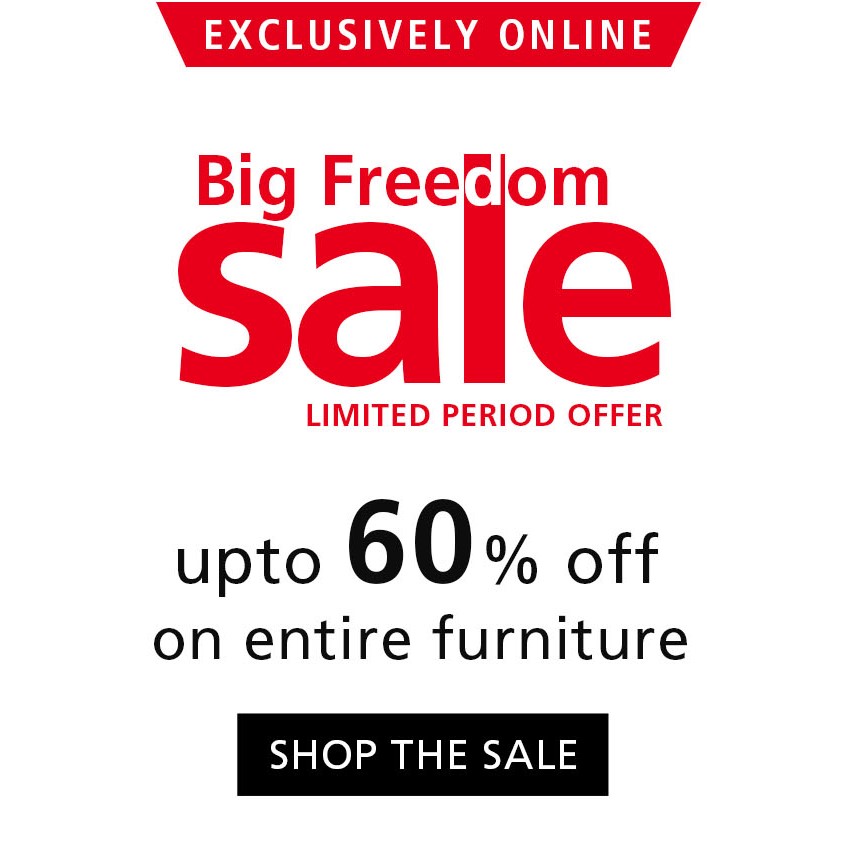 EXCLUSIVELY ONLINE
Big Freedom
sale
LIMITED PERIOD OFFER
upto 60% off
on entire furniture
SHOP THE SALE